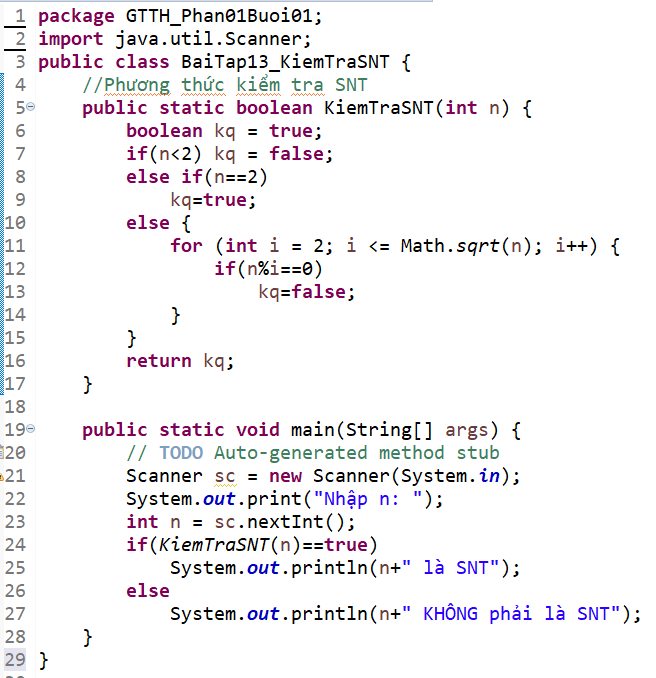 1 package GTTH_Phan01Buoi01;
2 import java.util.Scanner;
3 public class BaiTap13_KiemTraSNT {
4 //Phương thức kiểm tra SNT
5 public static boolean KiemTraSNT(int n) {
6 boolean kq = true;
7 if(n<2) kq = false;
8 else if(n==2)
9 kq=true;
10 else {
11 for (int i = 2; i <= Math.sqrt(n); i++) {
12 if(n%i==0)
13 kq=false;
14 }
15 }
16 return kq;
17 }
18
19 public static void main(String[] args) {
20 // TODO Auto-generated method stub
21 Scanner sc = new Scanner(System.in);
22 System.out.print("Nhập n: ");
23 int n = sc.nextInt();
24 if(KiemTraSNT(n)==true)
25 System.out.println(n+" là SNT");
26 else
27 System.out.println(n+" KHÔNG phải là SNT");
28 }
29 }